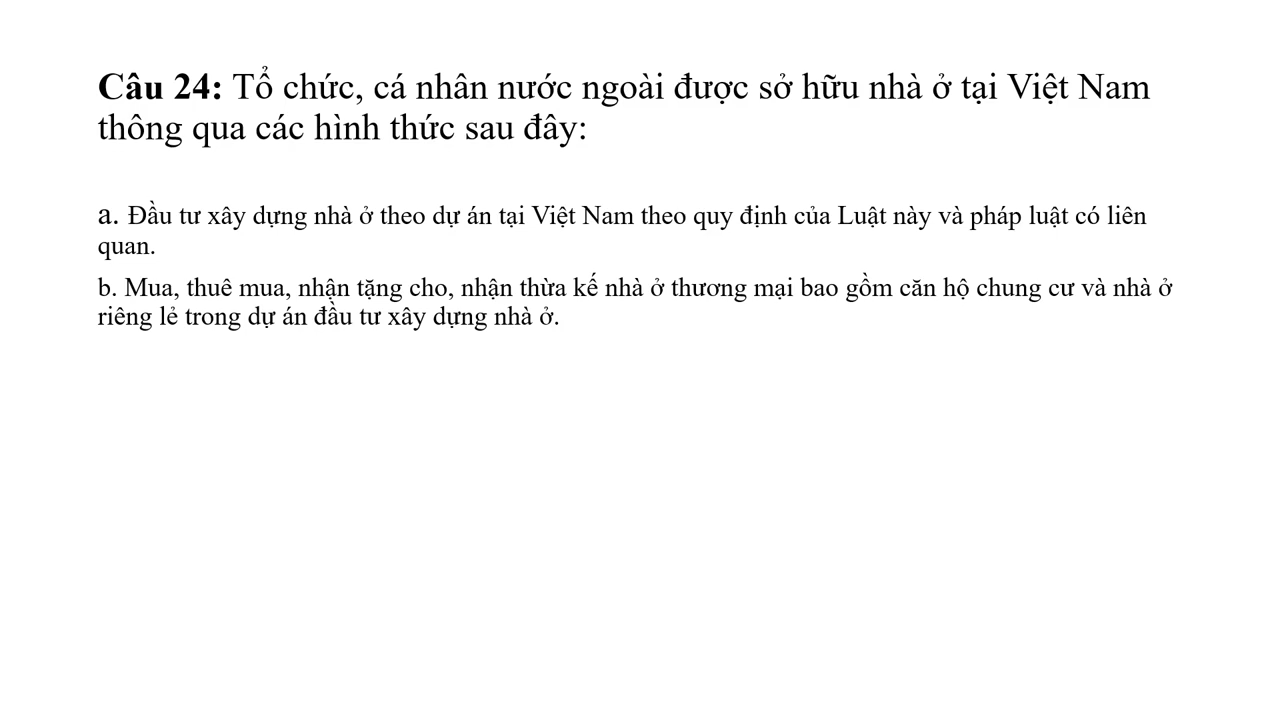 Câu 24: Tổ chức, cá nhân nước ngoài được sở hữu nhà ở tại Việt Nam
thông qua các hình thức sau đây:
a. Đầu tư xây dựng nhà ở theo dự án tại Việt Nam theo quy định của Luật này và pháp luật có liên
quan.
b. Mua, thuê mua, nhận tặng cho, nhận thừa kế nhà ở thương mại bao gồm căn hộ chung cư và nhà ở
riêng lẻ trong dự án đầu tư xây dựng nhà ở.